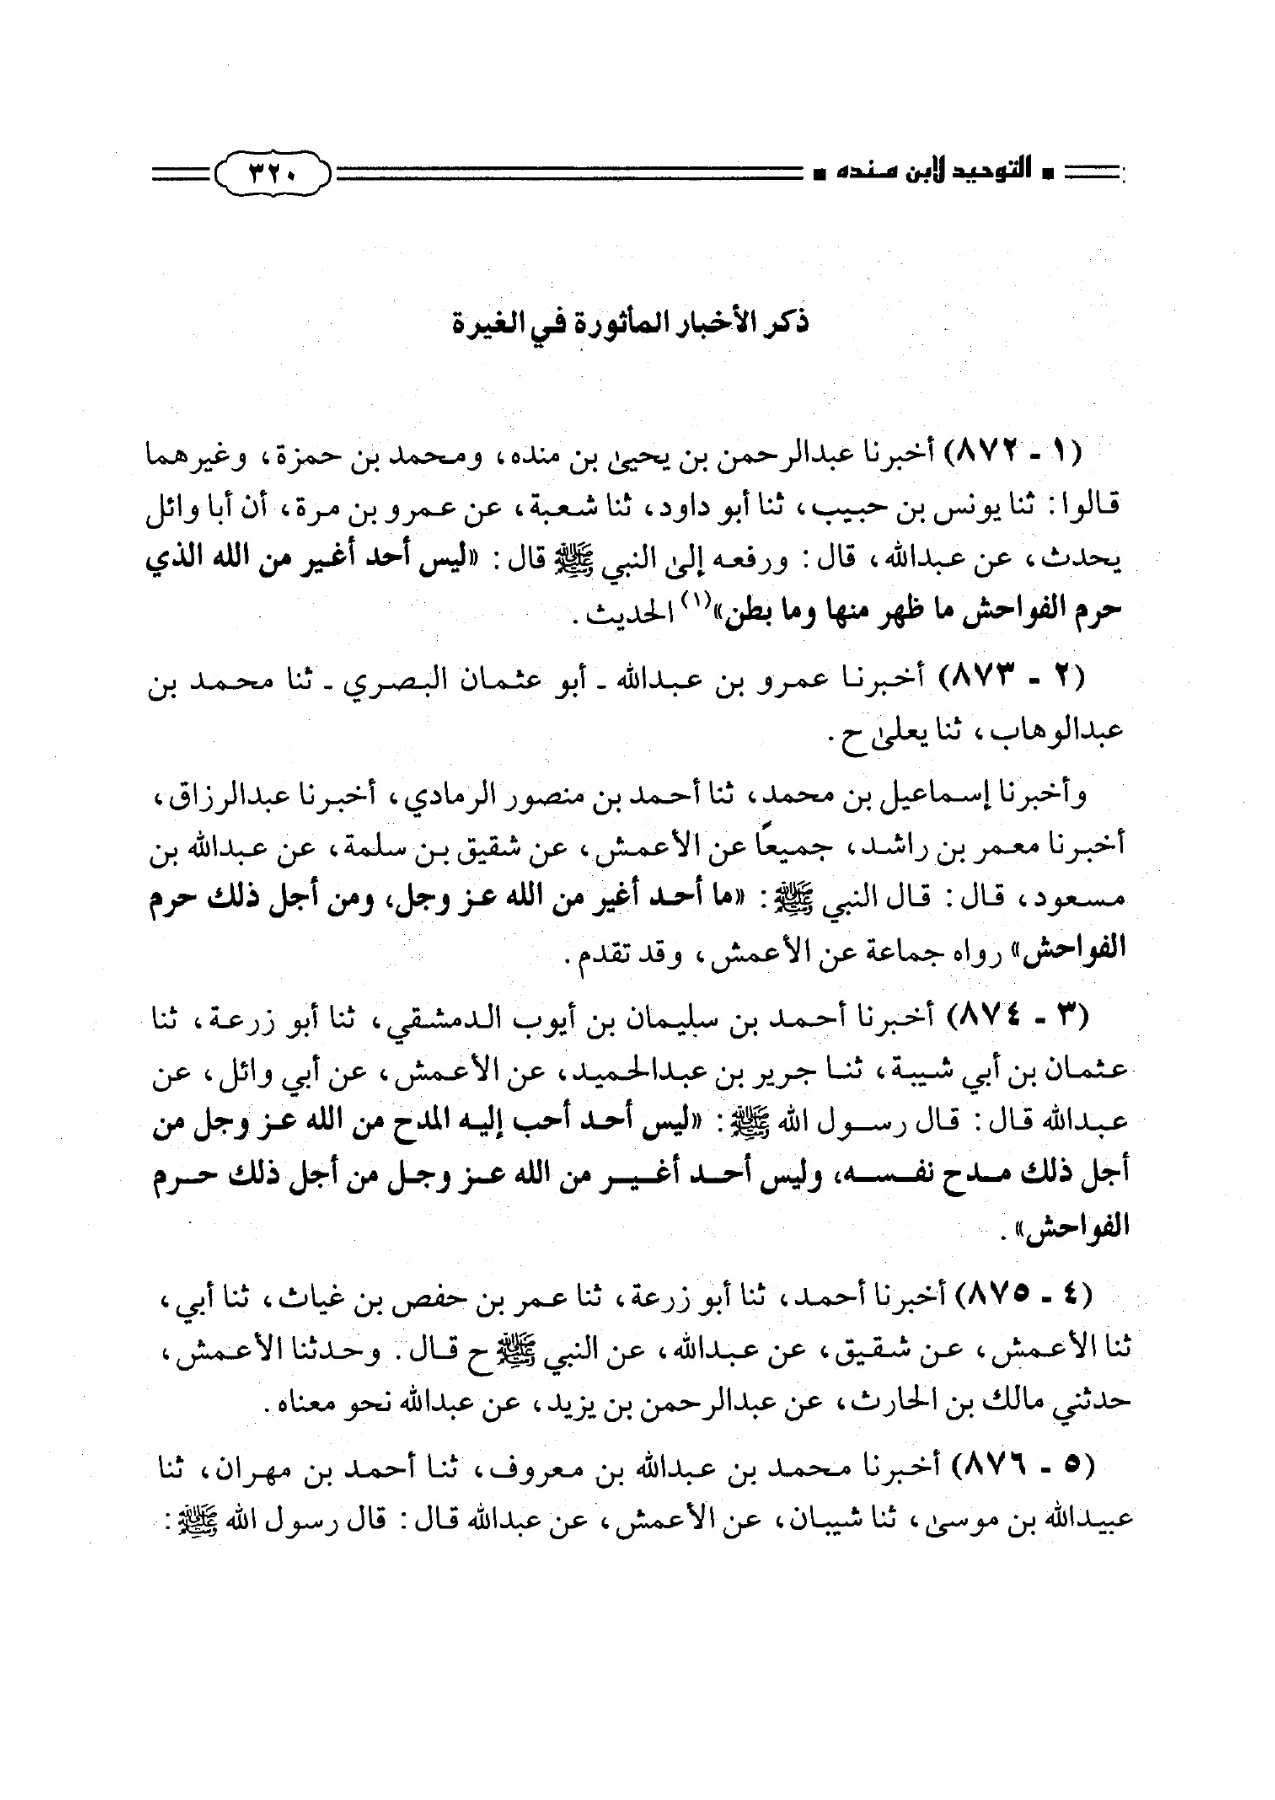 التوحيد لابن منده ٣٢٠
ذكر الأخبار المأثورة في الغيرة
(١ - ٨٧٢) أخبرنا عبدالرحمن بن يحيىٰ بن منده، ومحمد بن حمزة، وغيرهما
قالوا: ثنا يونس بن حبيب، ثنا أبو داود، ثنا شعبة، عن عمرو بن مرة، أن أبا وائل
يحدث، عن عبدالله، قال: ورفعه إلىٰ النبي ﷺ قال: «ليس أحد أغير من الله الذي
حرم الفواحش ما ظهر منها وما بطن»(١) الحديث.
(٢ - ٨٧٣) أخبرنا عمرو بن عبدالله - أبو عثمان البصري - ثنا محمد بن
عبدالوهاب، ثنا يعلىٰ ح.
وأخبرنا إسماعيل بن محمد، ثنا أحمد بن منصور الرمادي، أخبرنا عبدالرزاق،
أخبرنا معمر بن راشد، جميعًا عن الأعمش، عن شقيق بن سلمة، عن عبدالله بن
مسعود، قال: قال النبي ﷺ: «ما أحد أغير من الله عز وجل، ومن أجل ذلك حرم
الفواحش» رواه جماعة عن الأعمش، وقد تقدم.
(٣ - ٨٧٤) أخبرنا أحمد بن سليمان بن أيوب الدمشقي، ثنا أبو زرعة، ثنا
عثمان بن أبي شيبة، ثنا جرير بن عبدالحميد، عن الأعمش، عن أبي وائل، عن
عبدالله قال: قال رسول الله ﷺ: «ليس أحد أحب إليه المدح من الله عز وجل من
أجل ذلك مدح نفسه، وليس أحد أغير من الله عز وجل من أجل ذلك حرم
الفواحش».
(٤ - ٨٧٥) أخبرنا أحمد، ثنا أبو زرعة، ثنا عمر بن حفص بن غياث، ثنا أبي،
ثنا الأعمش، عن شقيق، عن عبدالله، عن النبي ﷺ ح قال. وحدثنا الأعمش،
حدثني مالك بن الحارث، عن عبدالرحمن بن يزيد، عن عبدالله نحو معناه.
(٥ - ٨٧٦) أخبرنا محمد بن عبدالله بن معروف، ثنا أحمد بن مهران، ثنا
عبيدالله بن موسىٰ، ثنا شيبان، عن الأعمش، عن عبدالله قال: قال رسول الله ﷺ: